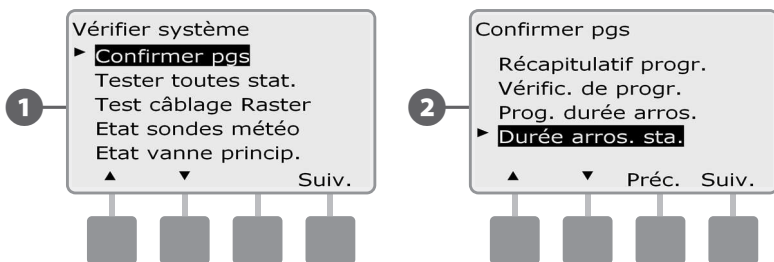 1
Vérifier système
► Confirmer pgs
Tester toutes stat.
Test câblage Raster
Etat sondes météo
Etat vanne princip.
▲ ▼ Suiv.
2
Confirmer pgs
Récapitulatif progr.
Vérific. de progr.
Prog. durée arros.
► Durée arros. sta.
▲ ▼ Préc. Suiv.